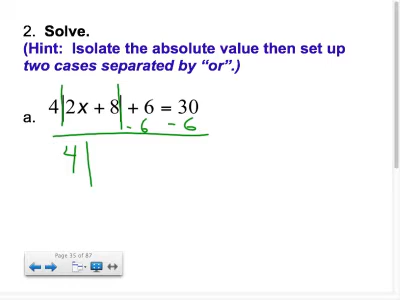 2. Solve.
(Hint: Isolate the absolute value then set up
two cases separated by “or”.)
a. 4|2x + 8| + 6 = 30
- 6 - 6
4|
Page 35 of 87